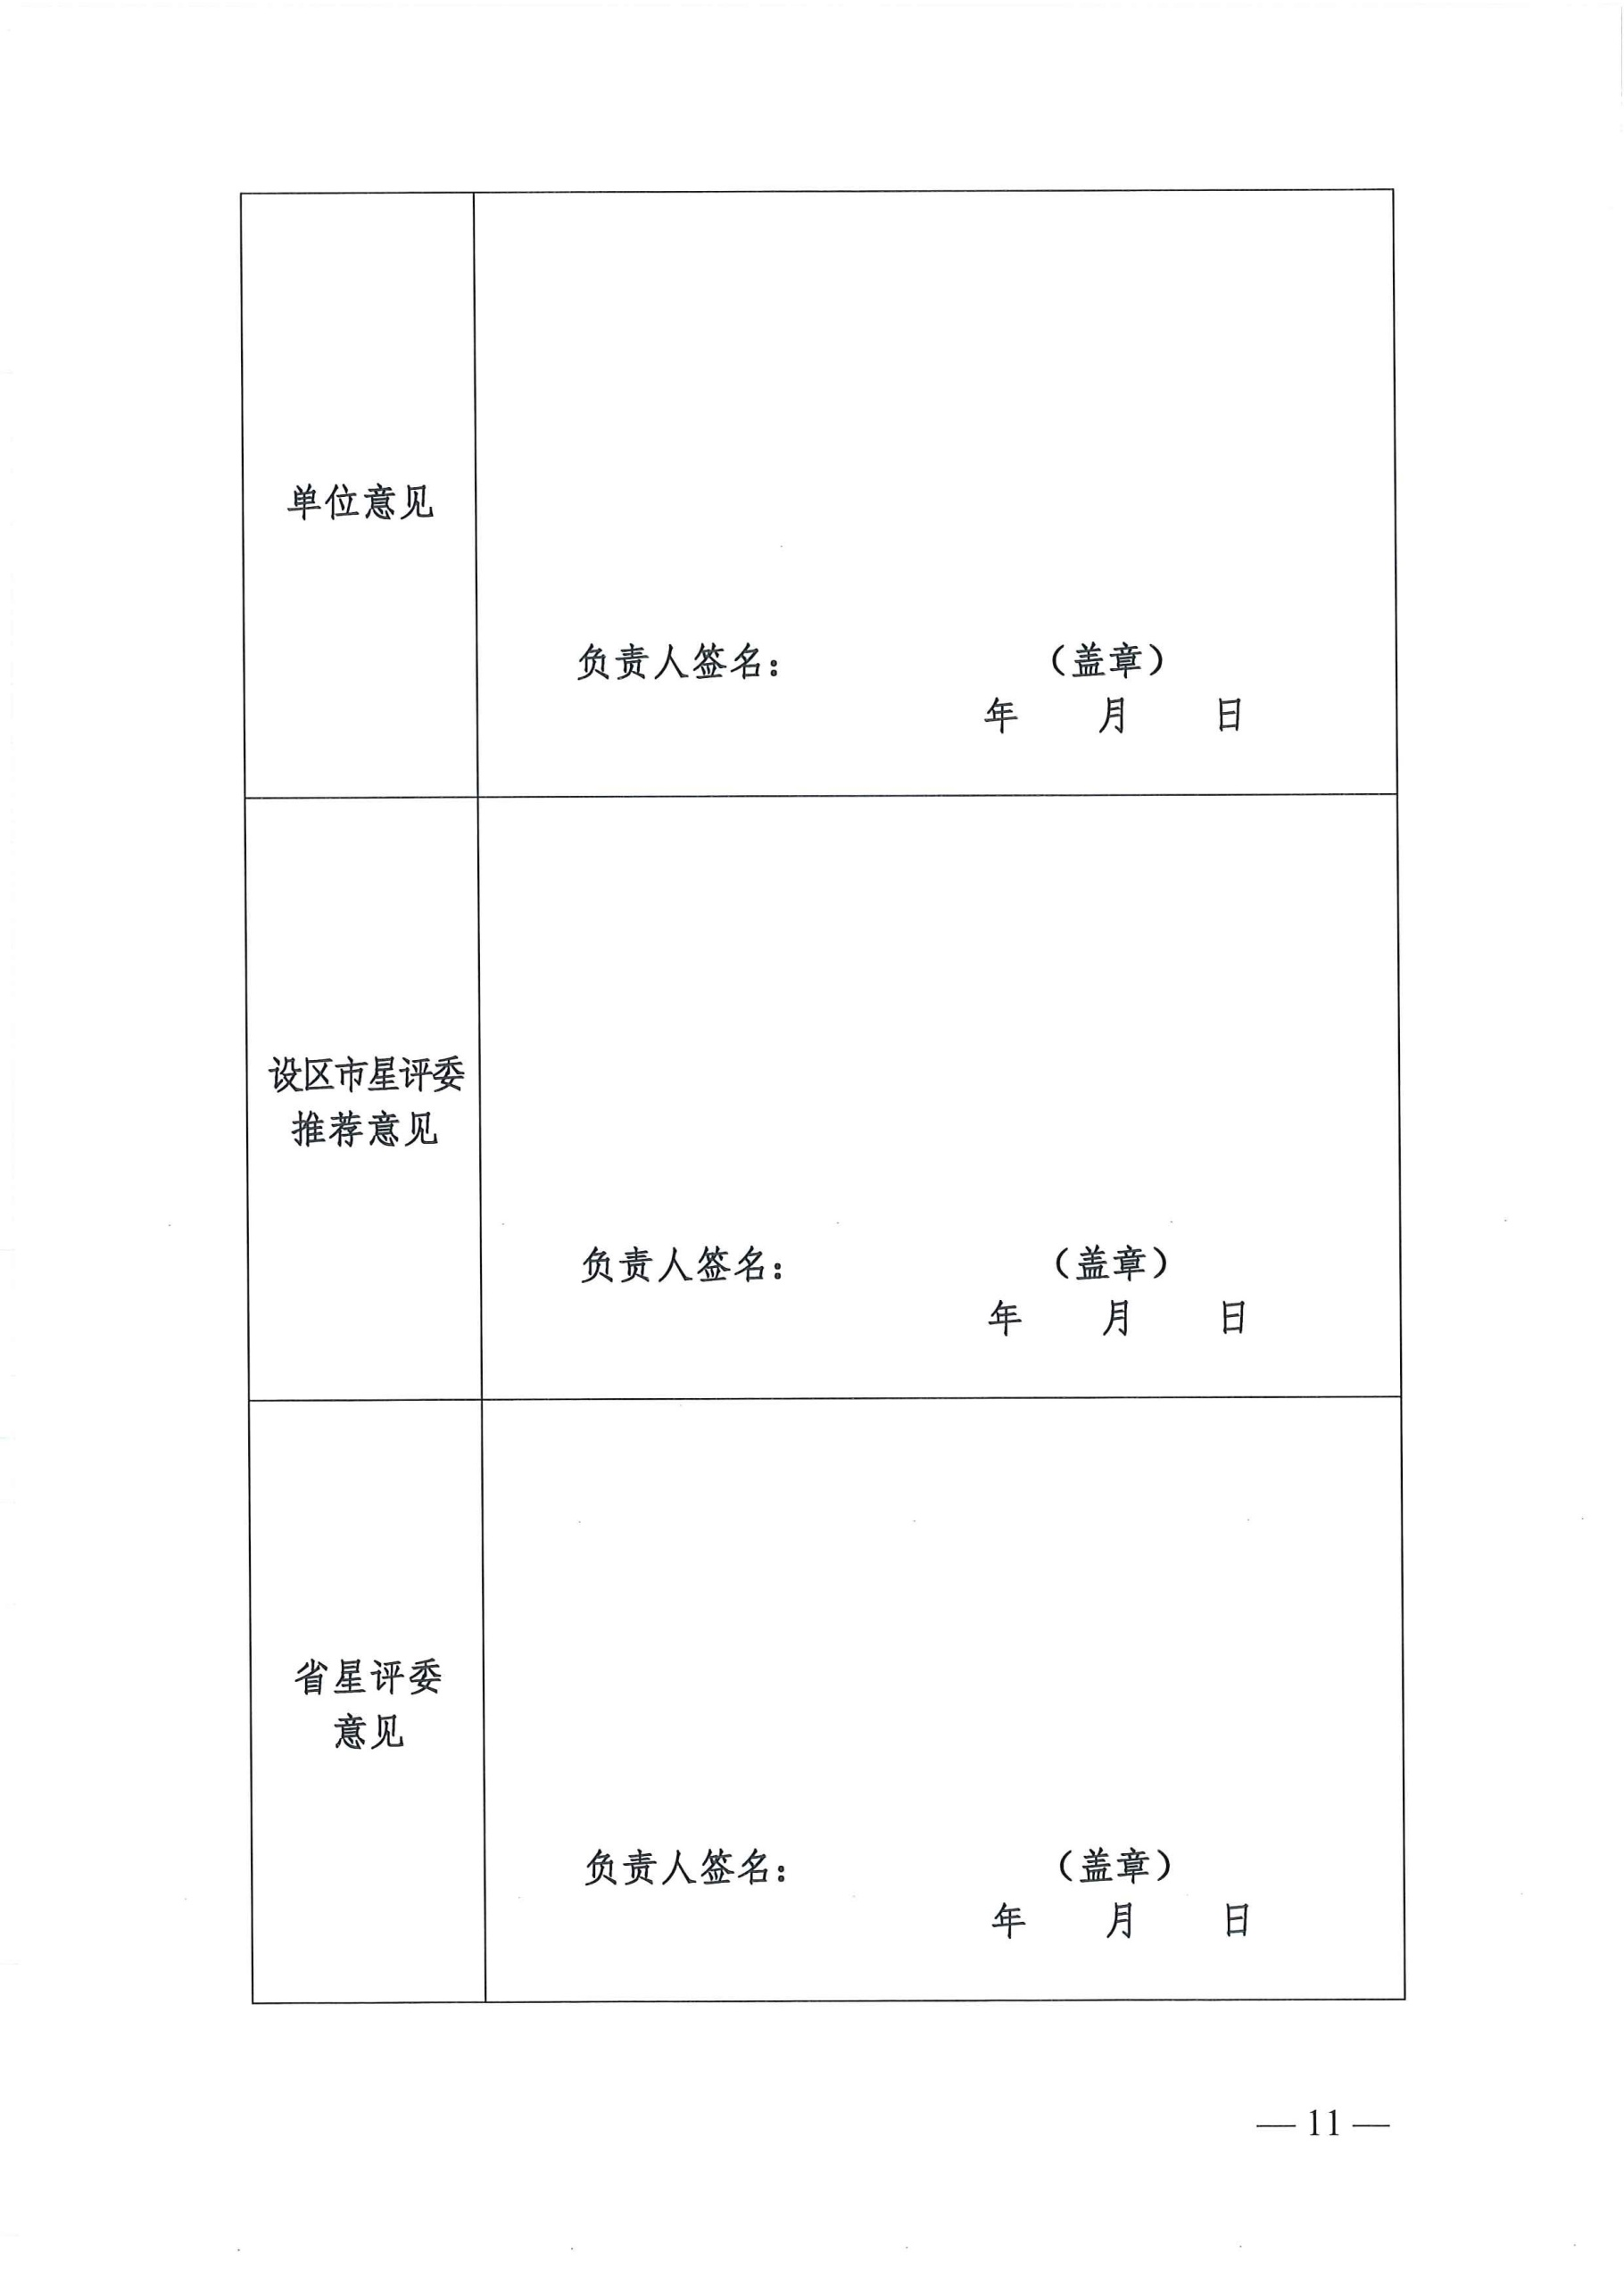 单位意见
负责人签名： （盖章）
年 月 日
设区市星评委
推荐意见
负责人签名： （盖章）
年 月 日
省星评委
意见
负责人签名： （盖章）
年 月 日
— 11 —